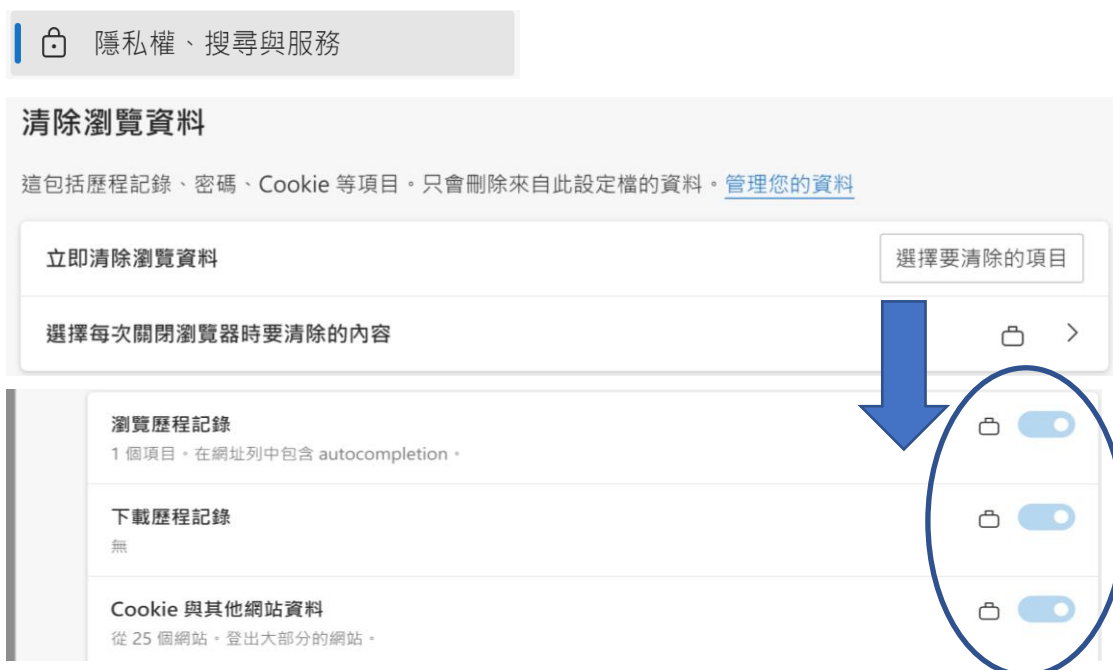 隱私權、搜尋與服務
清除瀏覽資料
這包括歷程記錄、密碼、Cookie 等項目。只會刪除來自此設定檔的資料。管理您的資料
立即清除瀏覽資料
選擇要清除的項目
選擇每次關閉瀏覽器時要清除的內容
瀏覽歷程記錄
1 個項目。在網址列中包含 autocompletion。
下載歷程記錄
無
Cookie 與其他網站資料
從 25 個網站。登出大部分的網站。